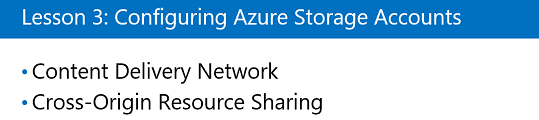 Lesson 3: Configuring Azure Storage Accounts
• Content Delivery Network
• Cross-Origin Resource Sharing